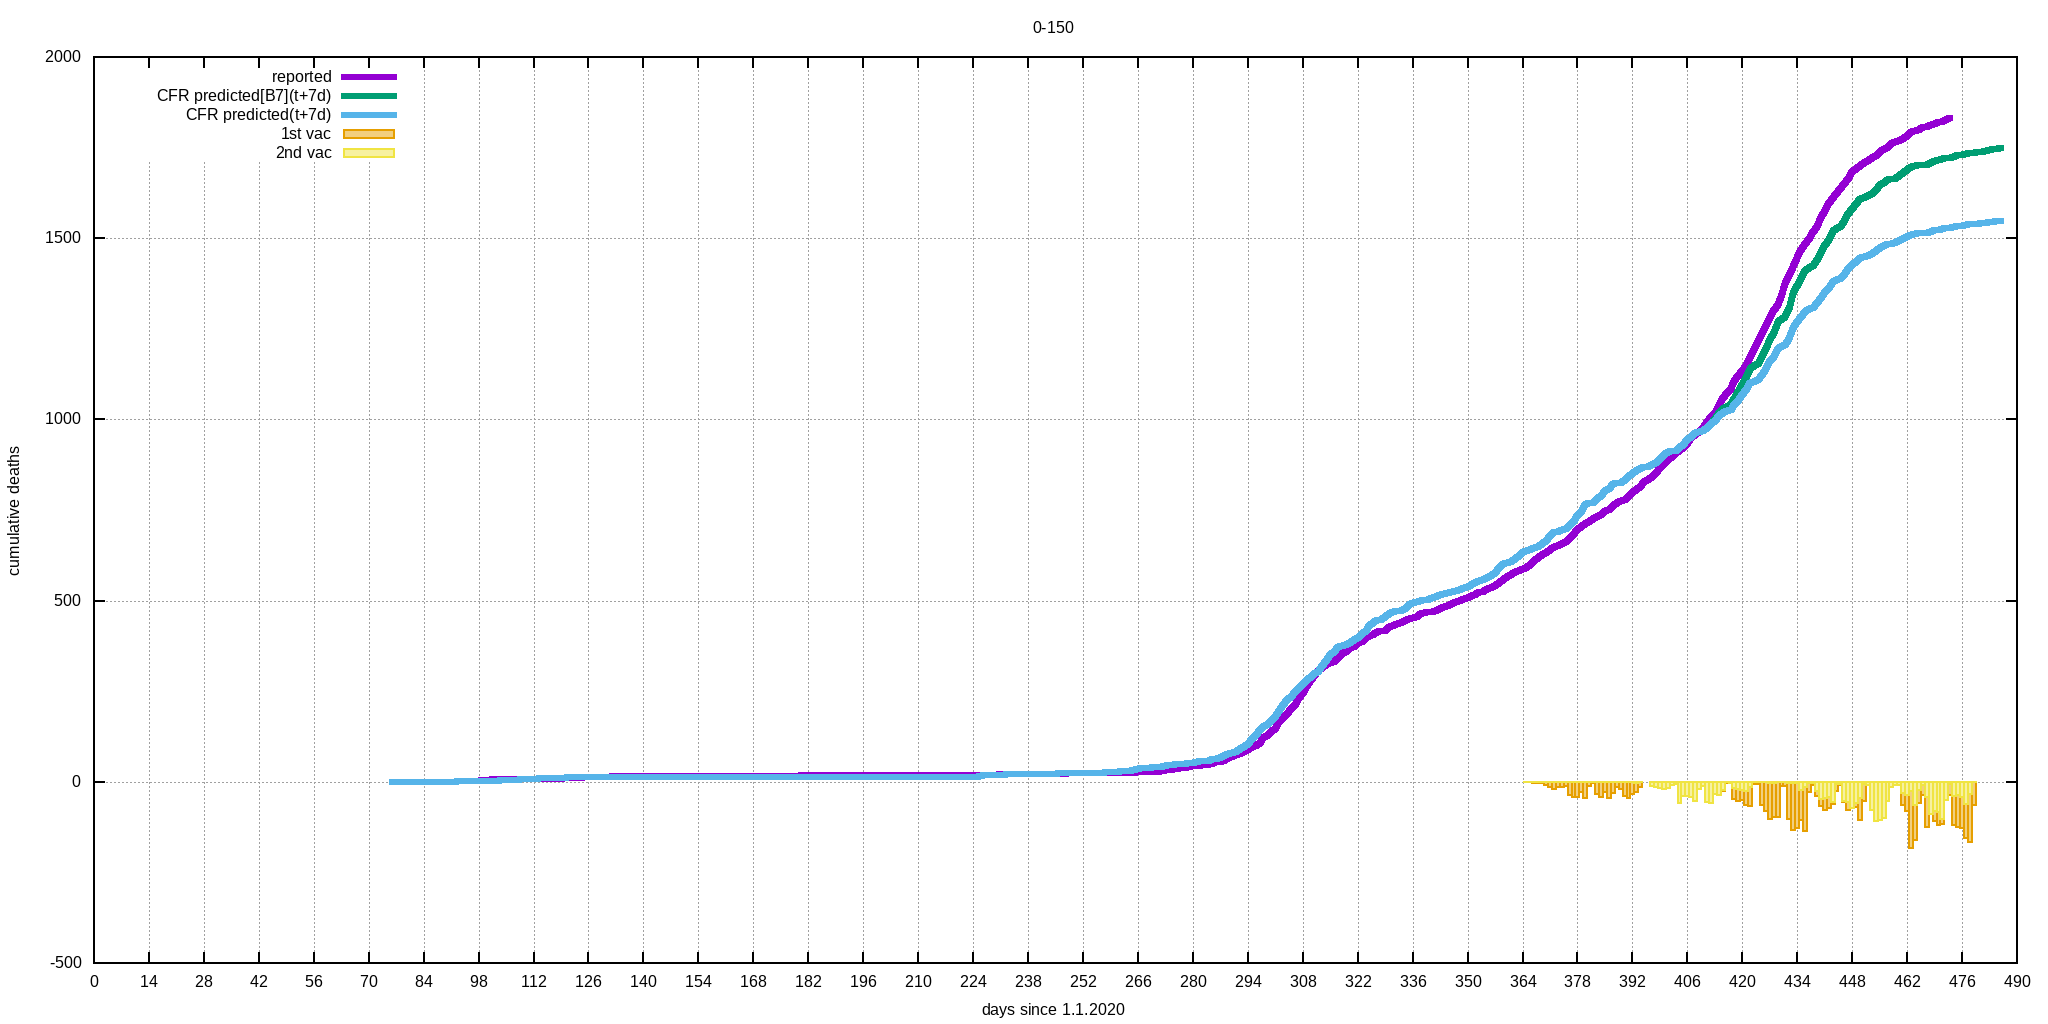 0-150
2000
1500
1000
500
0
-500
cumulative deaths
reported
CFR predicted[B7](t+7d)
CFR predicted(t+7d)
1st vac
2nd vac
0 14 28 42 56 70 84 98 112 126 140 154 168 182 196 210 224 238 252 266 280 294 308 322 336 350 364 378 392 406 420 434 448 462 476 490
days since 1.1.2020